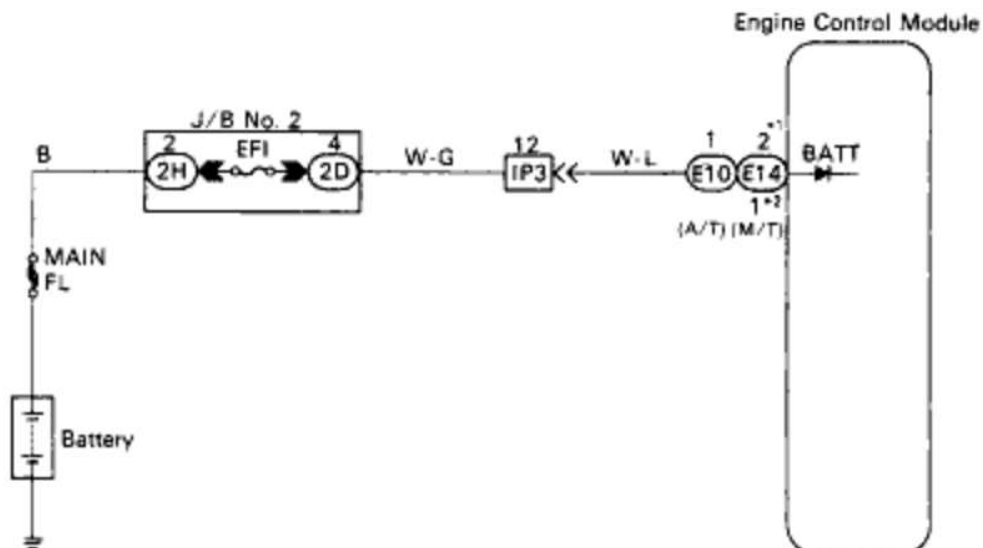 Engine Control Module
J/B No. 2
2 EFI 4
B 2H 2D W-G 12 IP3 W-L 1 E10 2*1 E14 BATT
1*2
(A/T) (M/T)
MAIN
FL
Battery